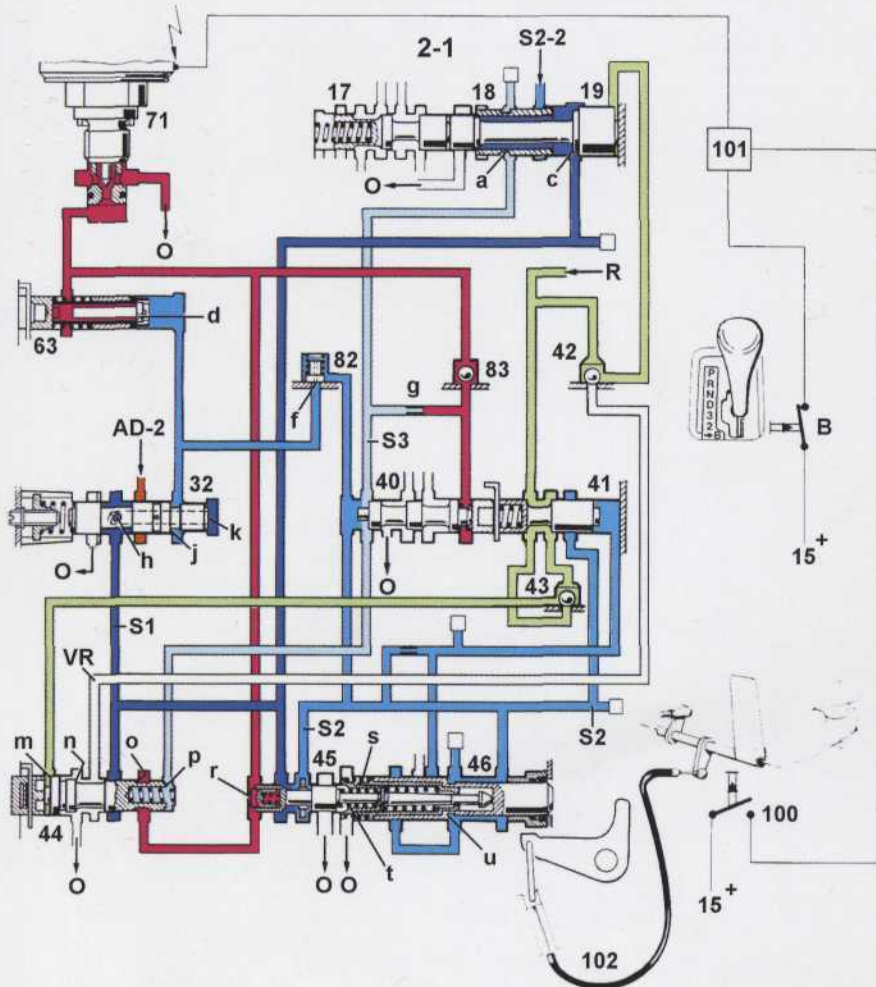 2-1
S2-2
17
18
19
71
101
O
a
c
O
R
63
d
82
83
42
f
g
P
R
N
D
3
2
B
B
AD-2
S3
32
40
41
15 +
k
j
h
O
O
43
S1
VR
S2
m
n
o
p
r
S2
45
s
46
44
100
O
O
O
t
u
15 +
102